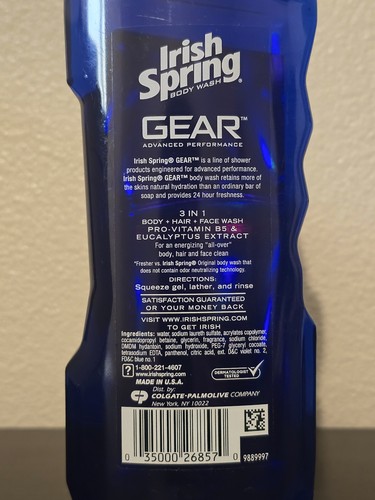 Irish
Spring®
BODY WASH
GEAR™
ADVANCED PERFORMANCE
Irish Spring® GEAR™ is a line of shower
products engineered for advanced performance.
Irish Spring® GEAR™ body wash retains more of
the skins natural hydration than an ordinary bar of
soap and provides 24 hour freshness.
3 IN 1
BODY + HAIR + FACE WASH
PRO-VITAMIN B5 &
EUCALYPTUS EXTRACT
For an energizing "all-over"
body, hair and face clean
*Fresher vs. Irish Spring® Original body wash that
does not contain odor neutralizing technology.
DIRECTIONS:
Squeeze gel, lather, and rinse
SATISFACTION GUARANTEED
OR YOUR MONEY BACK
VISIT WWW.IRISHSPRING.COM
TO GET IRISH
Ingredients: water, sodium laureth sulfate, acrylates copolymer,
cocamidopropyl betaine, glycerin, fragrance, sodium chloride,
DMDM hydantoin, sodium hydroxide, PEG-7 glyceryl cocoate,
tetrasodium EDTA, panthenol, citric acid, ext. D&C violet no. 2,
FD&C blue no. 1
? 1-800-221-4607
www.irishspring.com
MADE IN U.S.A.
DERMATOLOGIST
TESTED
Dist. by:
CP COLGATE-PALMOLIVE COMPANY
New York, NY 10022
0 35000 26857 0
9889997